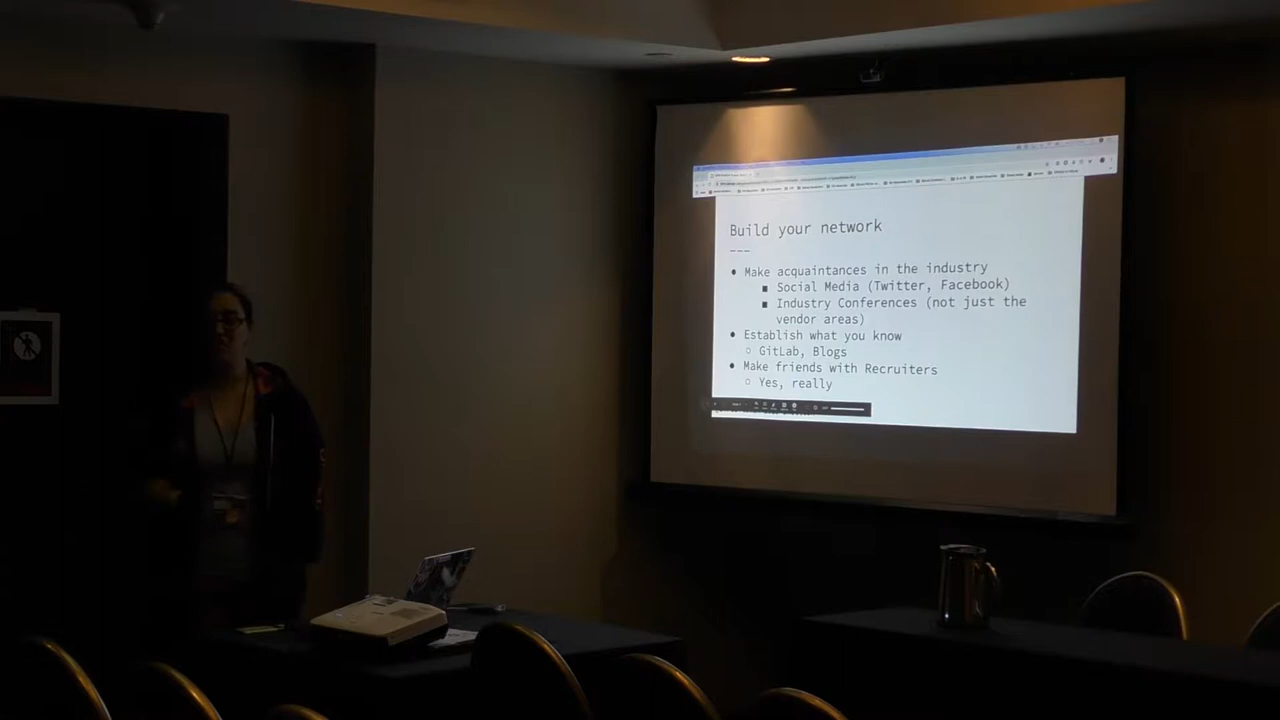 Build your network
---
● Make acquaintances in the industry
■ Social Media (Twitter, Facebook)
■ Industry Conferences (not just the
vendor areas)
● Establish what you know
○ GitLab, Blogs
● Make friends with Recruiters
○ Yes, really